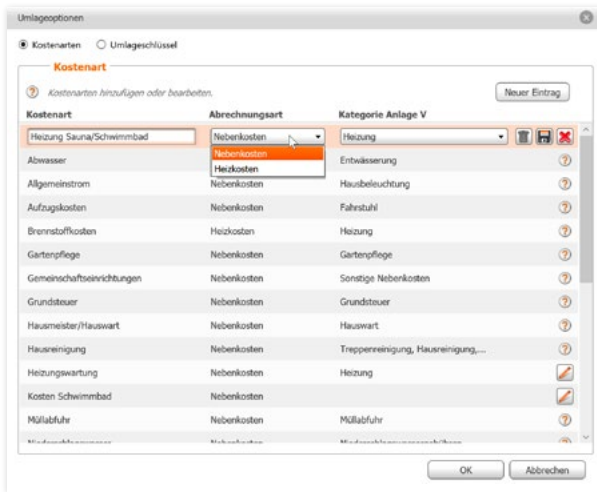 Umlageoptionen
Kostenarten Umlageschlüssel
Kostenart
Kostenarten hinzufügen oder bearbeiten. Neuer Eintrag
Kostenart Abrechnungsart Kategorie Anlage V
Heizung Sauna/Schwimmbad Nebenkosten Heizung
Nebenkosten
Heizkosten
Abwasser Entwässerung
Allgemeinstrom Nebenkosten Hausbeleuchtung
Aufzugskosten Nebenkosten Fahrstuhl
Brennstoffkosten Heizkosten Heizung
Gartenpflege Nebenkosten Gartenpflege
Gemeinschaftseinrichtungen Nebenkosten Sonstige Nebenkosten
Grundsteuer Nebenkosten Grundsteuer
Hausmeister/Hauswart Nebenkosten Hauswart
Hausreinigung Nebenkosten Treppenreinigung, Hausreinigung,...
Heizungswartung Nebenkosten Heizung
Kosten Schwimmbad Nebenkosten
Müllabfuhr Nebenkosten Müllabfuhr
OK Abbrechen